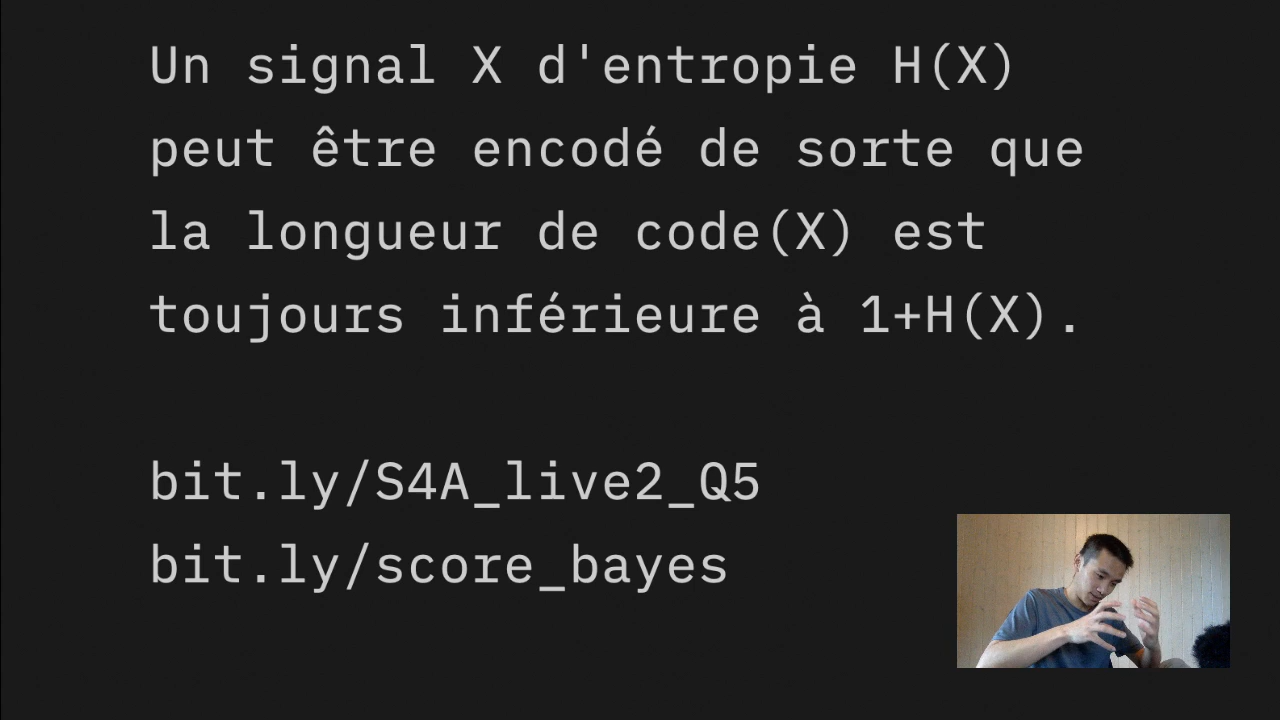 Un signal X d'entropie H(X)
peut être encodé de sorte que
la longueur de code(X) est
toujours inférieure à 1+H(X).
bit.ly/S4A_live2_Q5
bit.ly/score_bayes